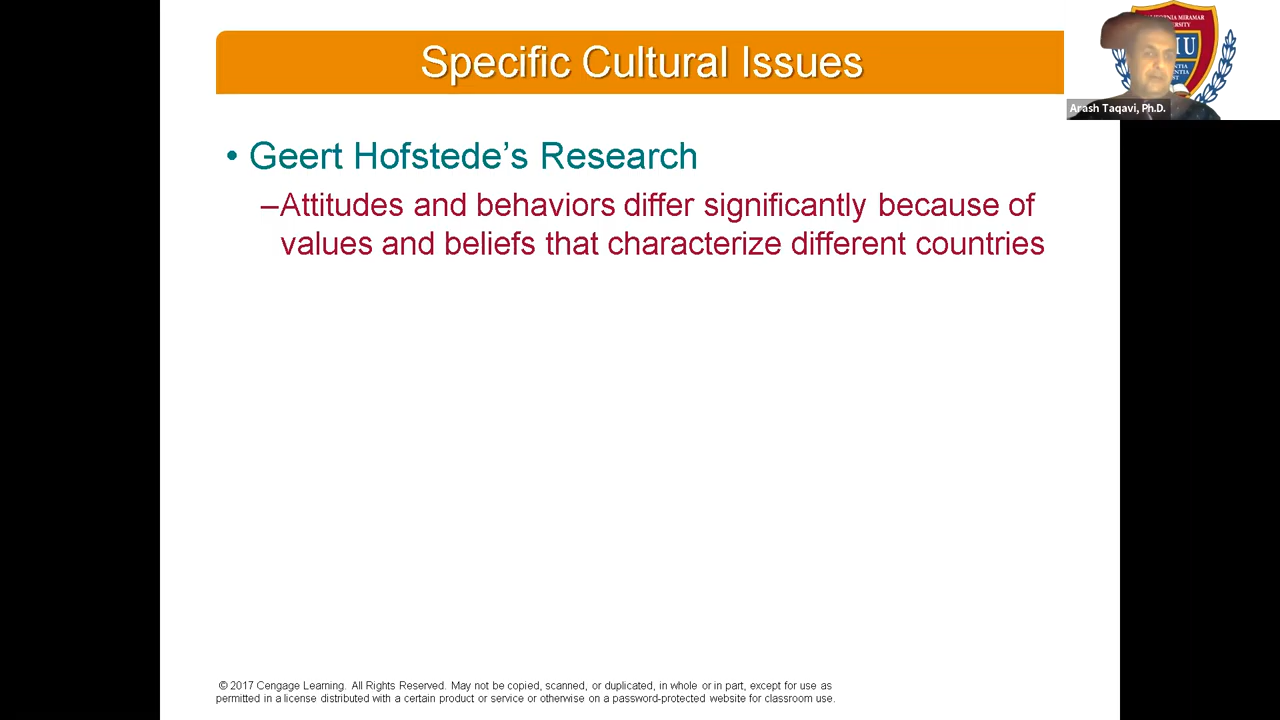 Specific Cultural Issues
Arash Taqavi, Ph.D.
• Geert Hofstede's Research
–Attitudes and behaviors differ significantly because of
values and beliefs that characterize different countries
© 2017 Cengage Learning. All Rights Reserved. May not be copied, scanned, or duplicated, in whole or in part, except for use as
permitted in a license distributed with a certain product or service or otherwise on a password-protected website for classroom use.